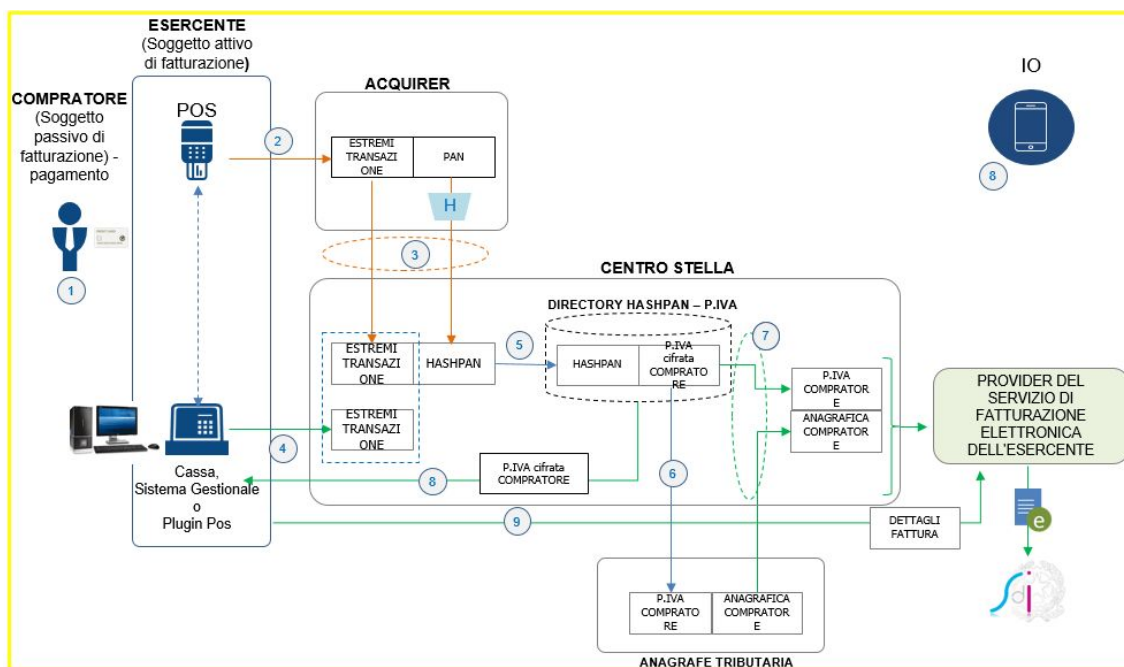 ESERCENTE
(Soggetto attivo
di fatturazione)
COMPRATORE
(Soggetto
passivo di
fatturazione) -
pagamento
1
POS
2
ACQUIRER
ESTREMI
TRANSAZI
ONE
PAN
H
3
IO
8
CENTRO STELLA
DIRECTORY HASHPAN – P.IVA
ESTREMI
TRANSAZI
ONE
HASHPAN
5
HASHPAN
P.IVA
cifrata
COMPRATO
RE
7
P.IVA
COMPRATOR
E
ANAGRAFICA
COMPRATOR
E
ESTREMI
TRANSAZI
ONE
4
Cassa,
Sistema Gestionale
o
Plugin Pos
8
P.IVA cifrata
COMPRATORE
6
9
PROVIDER DEL
SERVIZIO DI
FATTURAZIONE
ELETTRONICA
DELL'ESERCENTE
DETTAGLI
FATTURA
e
Sdi
P.IVA
COMPRATO
RE
ANAGRAFICA
COMPRATOR
E
ANAGRAFE TRIBUTARIA